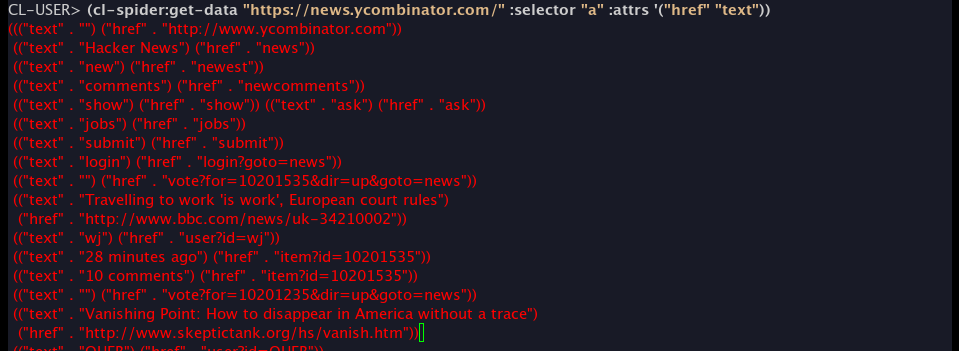 CL-USER> (cl-spider:get-data "https://news.ycombinator.com/" :selector "a" :attrs '("href" "text"))
((("text" . "") ("href" . "http://www.ycombinator.com"))
(("text" . "Hacker News") ("href" . "news"))
(("text" . "new") ("href" . "newest"))
(("text" . "comments") ("href" . "newcomments"))
(("text" . "show") ("href" . "show")) (("text" . "ask") ("href" . "ask"))
(("text" . "jobs") ("href" . "jobs"))
(("text" . "submit") ("href" . "submit"))
(("text" . "login") ("href" . "login?goto=news"))
(("text" . "") ("href" . "vote?for=10201535&dir=up&goto=news"))
(("text" . "Travelling to work 'is work', European court rules")
("href" . "http://www.bbc.com/news/uk-34210002"))
(("text" . "wj") ("href" . "user?id=wj"))
(("text" . "28 minutes ago") ("href" . "item?id=10201535"))
(("text" . "10 comments") ("href" . "item?id=10201535"))
(("text" . "") ("href" . "vote?for=10201235&dir=up&goto=news"))
(("text" . "Vanishing Point: How to disappear in America without a trace")
("href" . "http://www.skeptictank.org/hs/vanish.htm"))